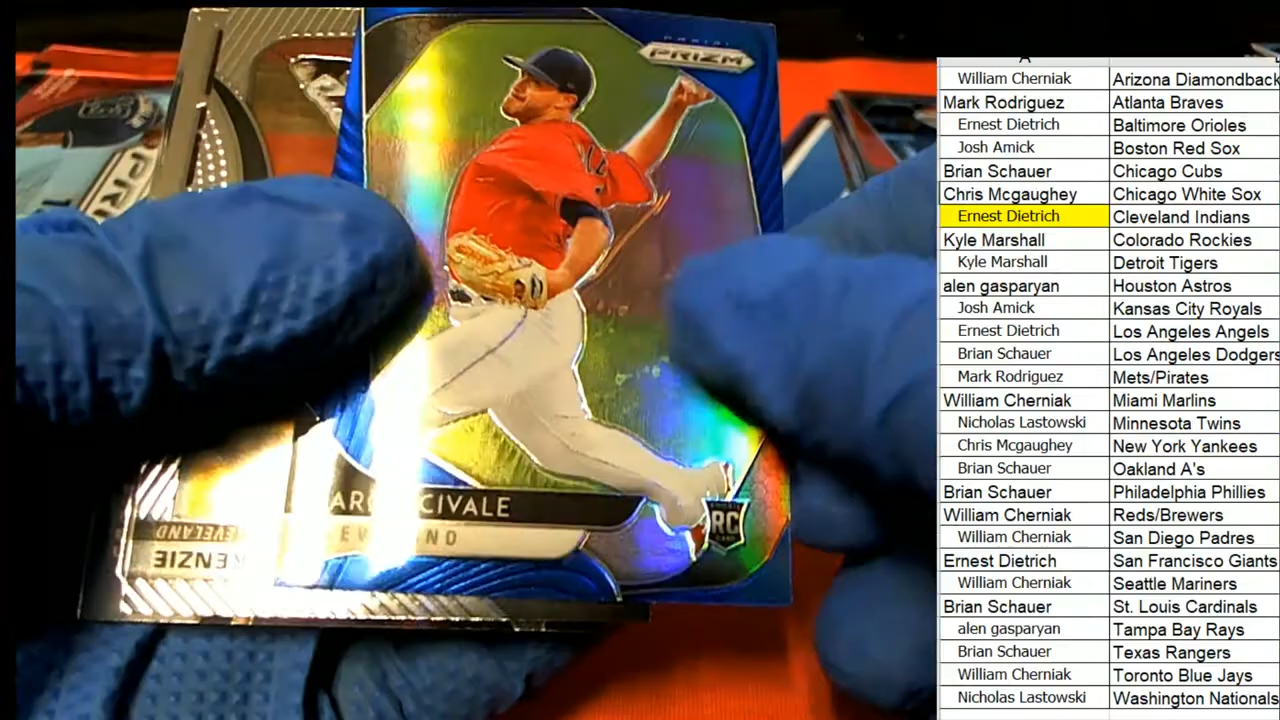 PANINI
PRIZM
ARO CIVALE
EVELAND
RC
EVELAND
ENZIE
A
William Cherniak Arizona Diamondback
Mark Rodriguez Atlanta Braves
Ernest Dietrich Baltimore Orioles
Josh Amick Boston Red Sox
Brian Schauer Chicago Cubs
Chris Mcgaughey Chicago White Sox
Ernest Dietrich Cleveland Indians
Kyle Marshall Colorado Rockies
Kyle Marshall Detroit Tigers
alen gasparyan Houston Astros
Josh Amick Kansas City Royals
Ernest Dietrich Los Angeles Angels
Brian Schauer Los Angeles Dodgers
Mark Rodriguez Mets/Pirates
William Cherniak Miami Marlins
Nicholas Lastowski Minnesota Twins
Chris Mcgaughey New York Yankees
Brian Schauer Oakland A's
Brian Schauer Philadelphia Phillies
William Cherniak Reds/Brewers
William Cherniak San Diego Padres
Ernest Dietrich San Francisco Giants
William Cherniak Seattle Mariners
Brian Schauer St. Louis Cardinals
alen gasparyan Tampa Bay Rays
Brian Schauer Texas Rangers
William Cherniak Toronto Blue Jays
Nicholas Lastowski Washington Nationals